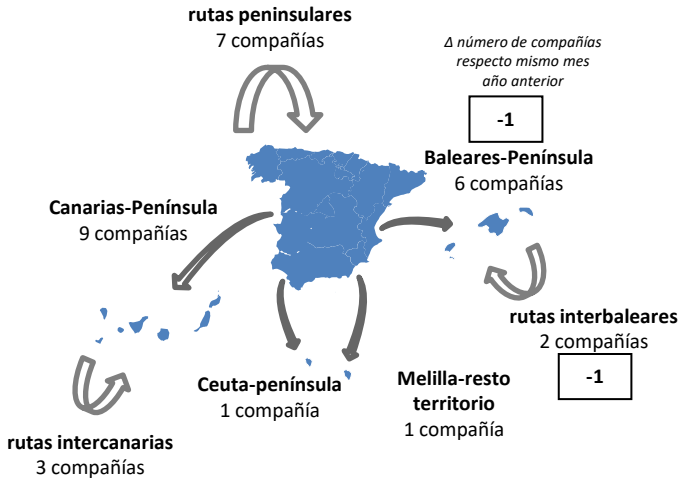 rutas peninsulares
7 compañías
Δ número de compañías
respecto mismo mes
año anterior
-1
Baleares-Península
6 compañías
Canarias-Península
9 compañías
rutas interbaleares
2 compañías
-1
Ceuta-península
1 compañía
Melilla-resto
territorio
1 compañía
rutas intercanarias
3 compañías